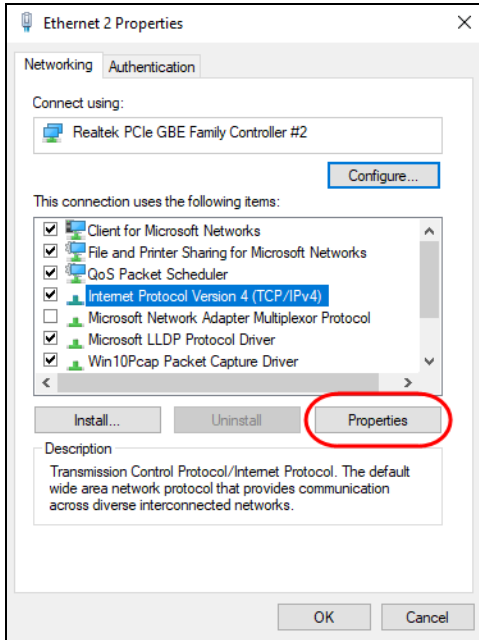 Ethernet 2 Properties
Networking
Authentication
Connect using:
Realtek PCIe GBE Family Controller #2
Configure...
This connection uses the following items:
Client for Microsoft Networks
File and Printer Sharing for Microsoft Networks
QoS Packet Scheduler
Internet Protocol Version 4 (TCP/IPv4)
Microsoft Network Adapter Multiplexor Protocol
Microsoft LLDP Protocol Driver
Win10Pcap Packet Capture Driver
Install...
Uninstall
Properties
Description
Transmission Control Protocol/Internet Protocol. The default
wide area network protocol that provides communication
across diverse interconnected networks.
OK
Cancel